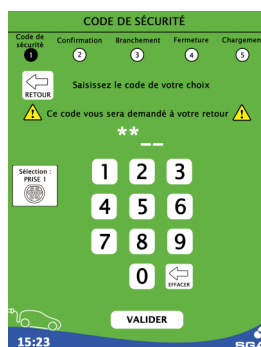 CODE DE SÉCURITÉ
Code de sécurité
Confirmation
Branchement
Fermeture
Chargemen
1
2
3
4
5
RETOUR
Saisissez le code de votre choix
Ce code vous sera demandé à votre retour
**__
Sélection :
PRISE 1
1 2 3
4 5 6
7 8 9
0
EFFACER
VALIDER
15:23
SGA